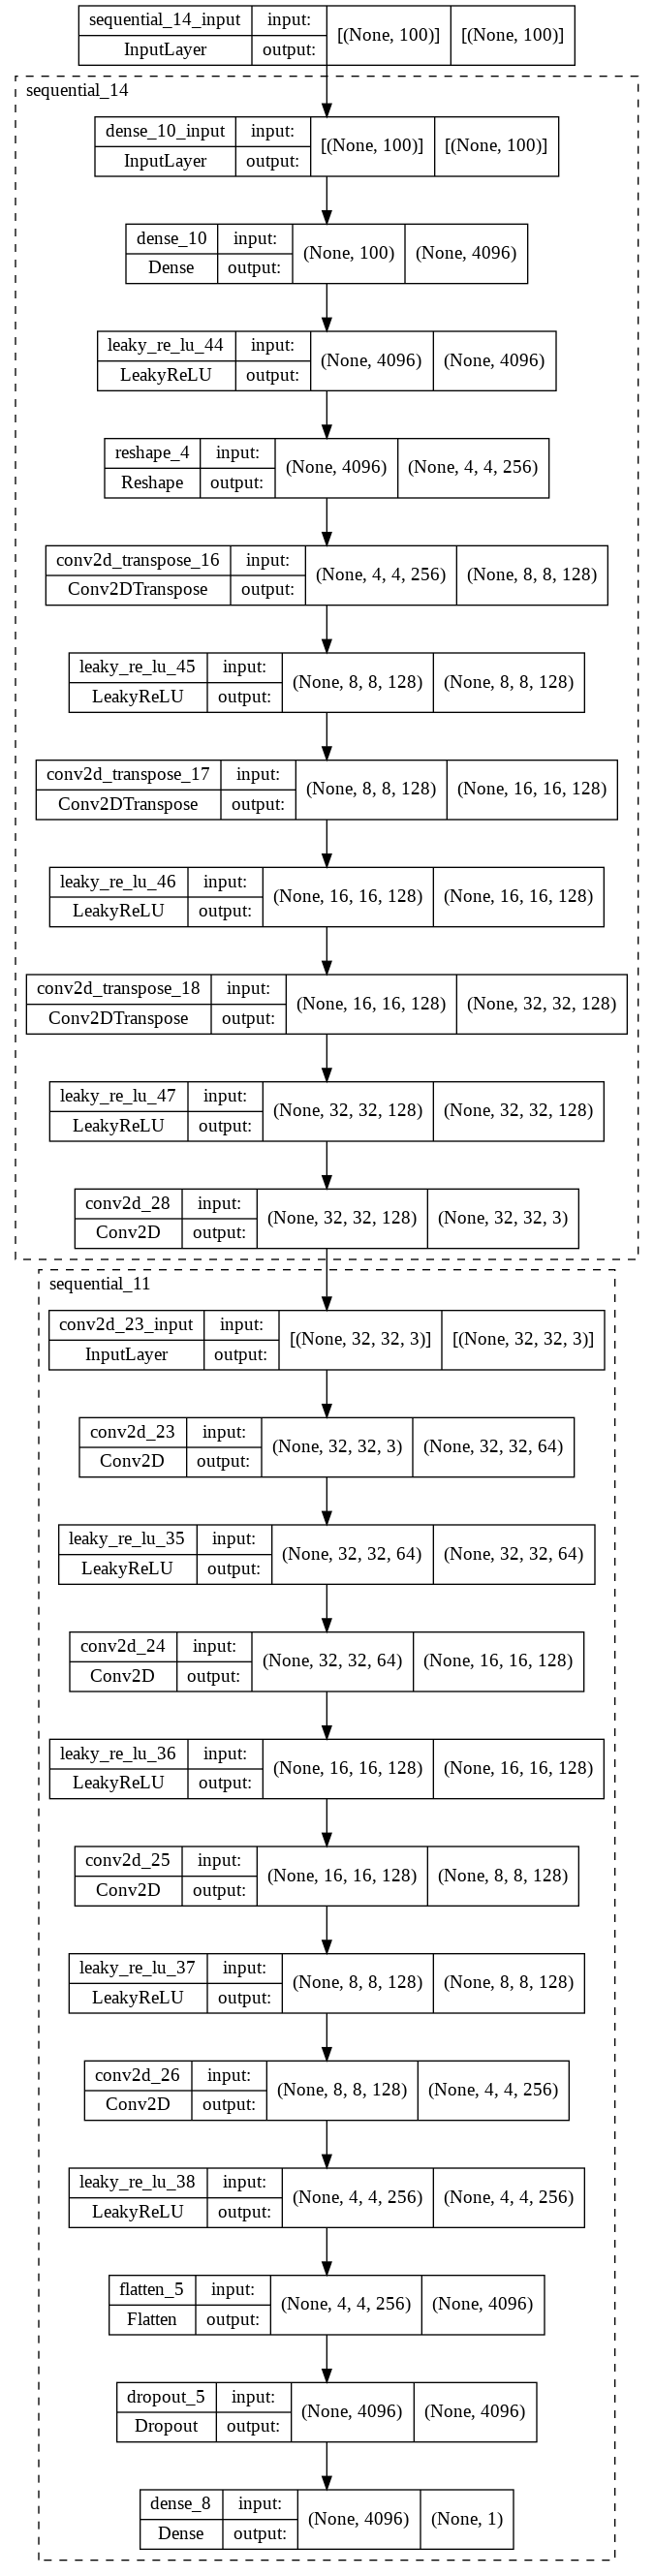 sequential_14_input input: [(None, 100)] [(None, 100)]
InputLayer output:
sequential_14
dense_10_input input: [(None, 100)] [(None, 100)]
InputLayer output:
dense_10 input: (None, 100) (None, 4096)
Dense output:
leaky_re_lu_44 input: (None, 4096) (None, 4096)
LeakyReLU output:
reshape_4 input: (None, 4096) (None, 4, 4, 256)
Reshape output:
conv2d_transpose_16 input: (None, 4, 4, 256) (None, 8, 8, 128)
Conv2DTranspose output:
leaky_re_lu_45 input: (None, 8, 8, 128) (None, 8, 8, 128)
LeakyReLU output:
conv2d_transpose_17 input: (None, 8, 8, 128) (None, 16, 16, 128)
Conv2DTranspose output:
leaky_re_lu_46 input: (None, 16, 16, 128) (None, 16, 16, 128)
LeakyReLU output:
conv2d_transpose_18 input: (None, 16, 16, 128) (None, 32, 32, 128)
Conv2DTranspose output:
leaky_re_lu_47 input: (None, 32, 32, 128) (None, 32, 32, 128)
LeakyReLU output:
conv2d_28 input: (None, 32, 32, 128) (None, 32, 32, 3)
Conv2D output:
sequential_11
conv2d_23_input input: [(None, 32, 32, 3)] [(None, 32, 32, 3)]
InputLayer output:
conv2d_23 input: (None, 32, 32, 3) (None, 32, 32, 64)
Conv2D output:
leaky_re_lu_35 input: (None, 32, 32, 64) (None, 32, 32, 64)
LeakyReLU output:
conv2d_24 input: (None, 32, 32, 64) (None, 16, 16, 128)
Conv2D output:
leaky_re_lu_36 input: (None, 16, 16, 128) (None, 16, 16, 128)
LeakyReLU output:
conv2d_25 input: (None, 16, 16, 128) (None, 8, 8, 128)
Conv2D output:
leaky_re_lu_37 input: (None, 8, 8, 128) (None, 8, 8, 128)
LeakyReLU output:
conv2d_26 input: (None, 8, 8, 128) (None, 4, 4, 256)
Conv2D output:
leaky_re_lu_38 input: (None, 4, 4, 256) (None, 4, 4, 256)
LeakyReLU output:
flatten_5 input: (None, 4, 4, 256) (None, 4096)
Flatten output:
dropout_5 input: (None, 4096) (None, 4096)
Dropout output:
dense_8 input: (None, 4096) (None, 1)
Dense output: